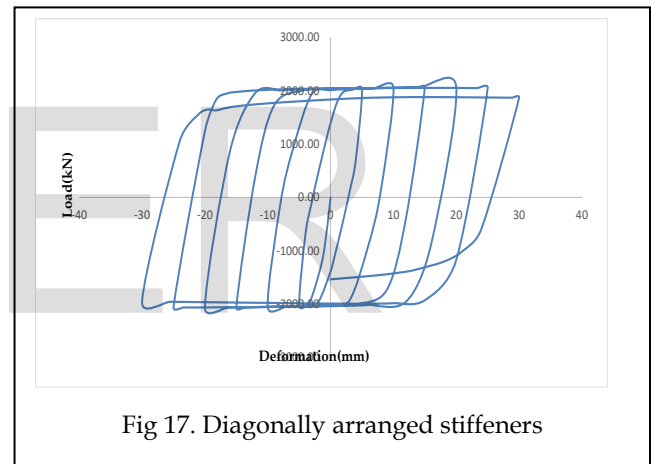 3000.00
2000.00
1000.00
0.00
-40 -30 -20 -10 0 10 20 30 40
-1000.00
-2000.00
Load(kN)
Deformation(mm)
ER
Fig 17. Diagonally arranged stiffeners